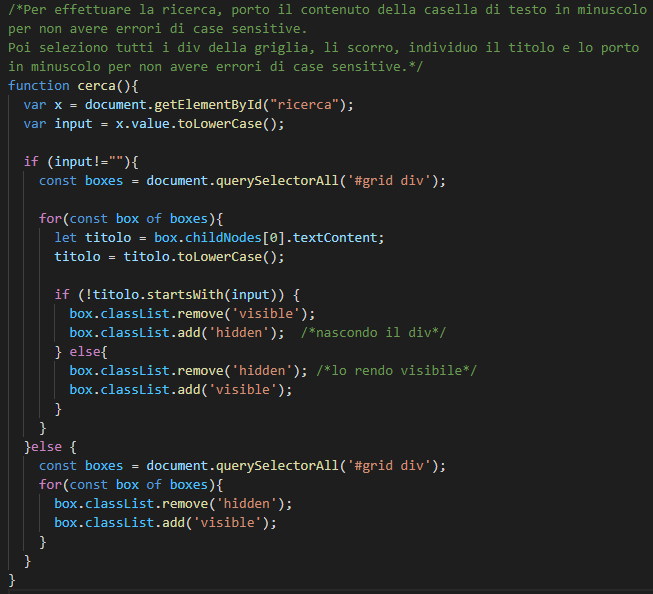 /*Per effettuare la ricerca, porto il contenuto della casella di testo in minuscolo
per non avere errori di case sensitive.
Poi seleziono tutti i div della griglia, li scorro, individuo il titolo e lo porto
in minuscolo per non avere errori di case sensitive.*/
function cerca(){
  var x = document.getElementById("ricerca");
  var input = x.value.toLowerCase();

  if (input!=""){
    const boxes = document.querySelectorAll('#grid div');

    for(const box of boxes){
      let titolo = box.childNodes[0].textContent;
      titolo = titolo.toLowerCase();

      if (!titolo.startsWith(input)) {
        box.classList.remove('visible');
        box.classList.add('hidden');  /*nascondo il div*/
      } else{
        box.classList.remove('hidden'); /*lo rendo visibile*/
        box.classList.add('visible');
      }
    }
  }else {
    const boxes = document.querySelectorAll('#grid div');
    for(const box of boxes){
      box.classList.remove('hidden');
      box.classList.add('visible');
    }
  }
}